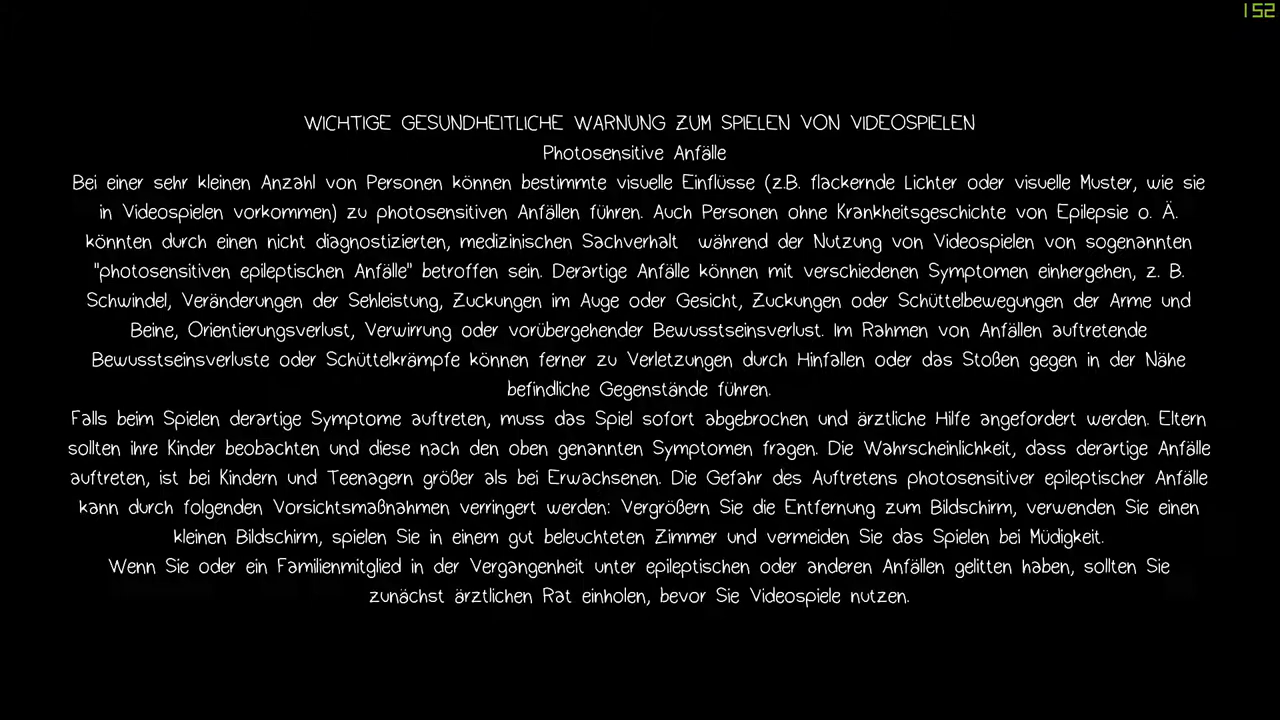 152
WICHTIGE GESUNDHEITLICHE WARNUNG ZUM SPIELEN VON VIDEOSPIELEN
Photosensitive Anfälle
Bei einer sehr kleinen Anzahl von Personen können bestimmte visuelle Einflüsse (z.B. flackernde Lichter oder visuelle Muster, wie sie
in Videospielen vorkommen) zu photosensitiven Anfällen führen. Auch Personen ohne Krankheitsgeschichte von Epilepsie o. Ä.
könnten durch einen nicht diagnostizierten, medizinischen Sachverhalt während der Nutzung von Videospielen von sogenannten
"photosensitiven epileptischen Anfälle" betroffen sein. Derartige Anfälle können mit verschiedenen Symptomen einhergehen, z. B.
Schwindel, Veränderungen der Sehleistung, Zuckungen im Auge oder Gesicht, Zuckungen oder Schüttelbewegungen der Arme und
Beine, Orientierungsverlust, Verwirrung oder vorübergehender Bewusstseinsverlust. Im Rahmen von Anfällen auftretende
Bewusstseinsverluste oder Schüttelkrämpfe können ferner zu Verletzungen durch Hinfallen oder das Stoßen gegen in der Nähe
befindliche Gegenstände führen.
Falls beim Spielen derartige Symptome auftreten, muss das Spiel sofort abgebrochen und ärztliche Hilfe angefordert werden. Eltern
sollten ihre Kinder beobachten und diese nach den oben genannten Symptomen fragen. Die Wahrscheinlichkeit, dass derartige Anfälle
auftreten, ist bei Kindern und Teenagern größer als bei Erwachsenen. Die Gefahr des Auftretens photosensitiver epileptischer Anfälle
kann durch folgenden Vorsichtsmaßnahmen verringert werden: Vergrößern Sie die Entfernung zum Bildschirm, verwenden Sie einen
kleinen Bildschirm, spielen Sie in einem gut beleuchteten Zimmer und vermeiden Sie das Spielen bei Müdigkeit.
Wenn Sie oder ein Familienmitglied in der Vergangenheit unter epileptischen oder anderen Anfällen gelitten haben, sollten Sie
zunächst ärztlichen Rat einholen, bevor Sie Videospiele nutzen.